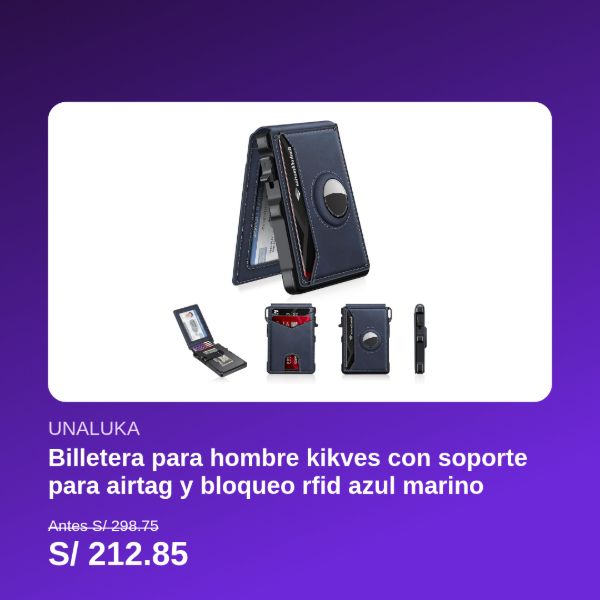 UNALUKA
Billetera para hombre kikves con soporte
para airtag y bloqueo rfid azul marino
Antes S/ 298.75
S/ 212.85